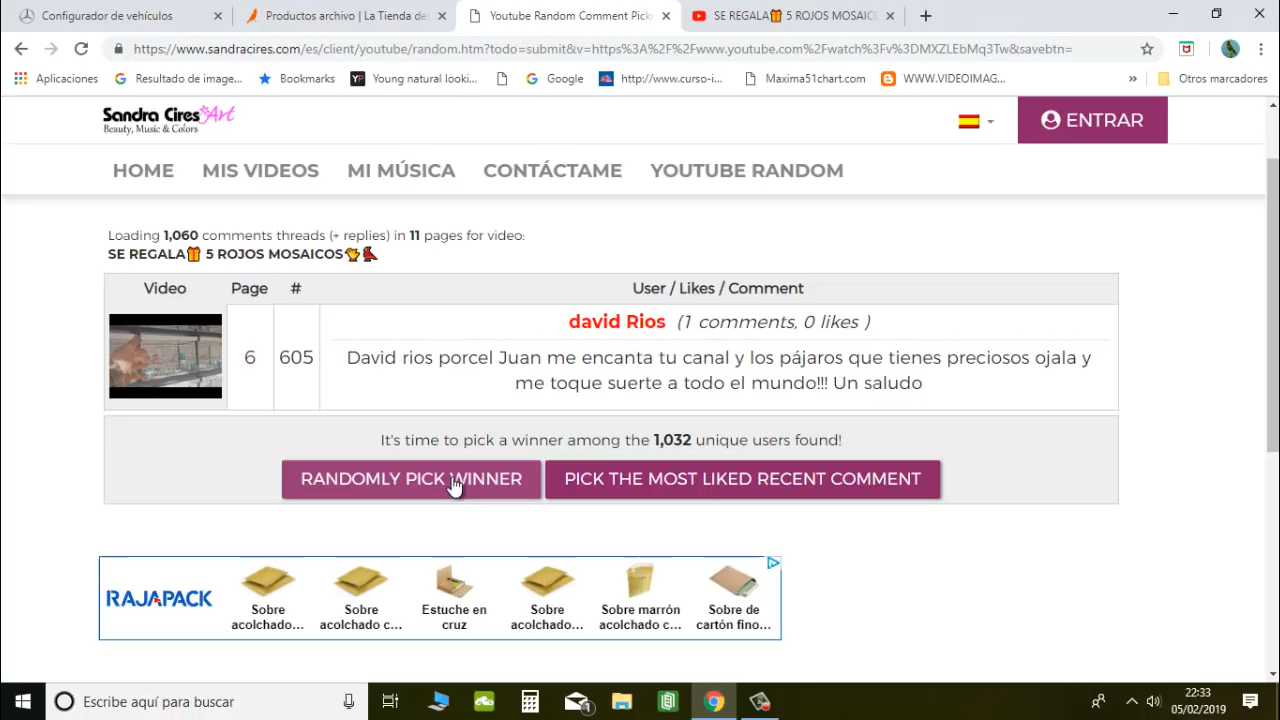 Configurador de vehículos
Productos archivo | La Tienda del
Youtube Random Comment Picke
SE REGALA🎁 5 ROJOS MOSAICO
https://www.sandracires.com/es/client/youtube/random.htm?todo=submit&v=https%3A%2F%2Fwww.youtube.com%2Fwatch%3Fv%3DMXZLEbMq3Tw&savebtn=
Aplicaciones
Resultado de image...
Bookmarks
Young natural looki...
Google
http://www.curso-i...
Maxima51chart.com
WWW.VIDEOIMAG...
»
Otros marcadores
Sandra Cires Art
Beauty, Music & Colors
ENTRAR
HOME MIS VIDEOS MI MÚSICA CONTÁCTAME YOUTUBE RANDOM
Loading 1,060 comments threads (+ replies) in 11 pages for video:
SE REGALA🎁 5 ROJOS MOSAICOS
Video Page # User / Likes / Comment
david Rios (1 comments, 0 likes )
6 605 David rios porcel Juan me encanta tu canal y los pájaros que tienes preciosos ojala y
me toque suerte a todo el mundo!!! Un saludo
It's time to pick a winner among the 1,032 unique users found!
RANDOMLY PICK WINNER PICK THE MOST LIKED RECENT COMMENT
RAJAPACK
Sobre acolchado...
Sobre acolchado c...
Estuche en cruz
Sobre acolchado...
Sobre marrón acolchado c...
Sobre de cartón fino...
Escribe aquí para buscar
1
22:33
05/02/2019